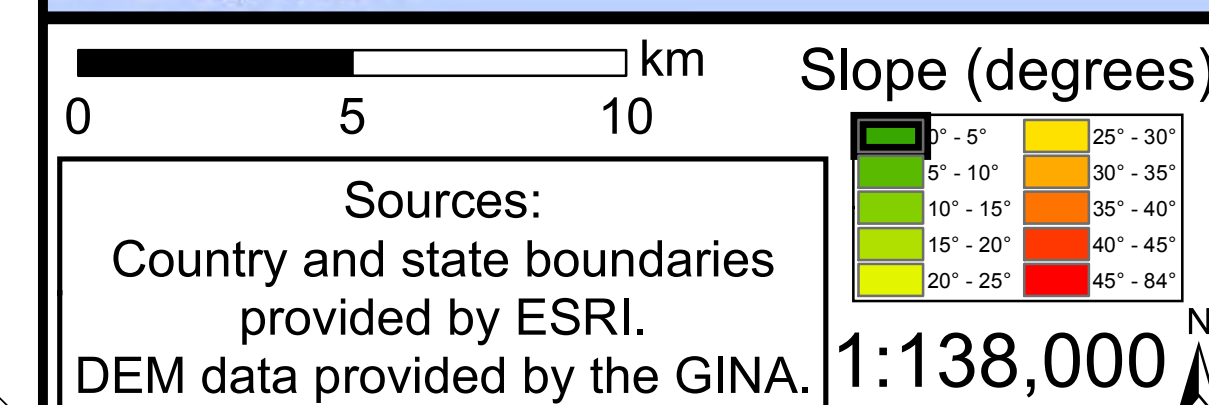 km
0 5 10
Slope (degrees)
0° - 5° 25° - 30°
5° - 10° 30° - 35°
10° - 15° 35° - 40°
15° - 20° 40° - 45°
20° - 25° 45° - 84°
Sources:
Country and state boundaries
provided by ESRI.
DEM data provided by the GINA.
1:138,000
N